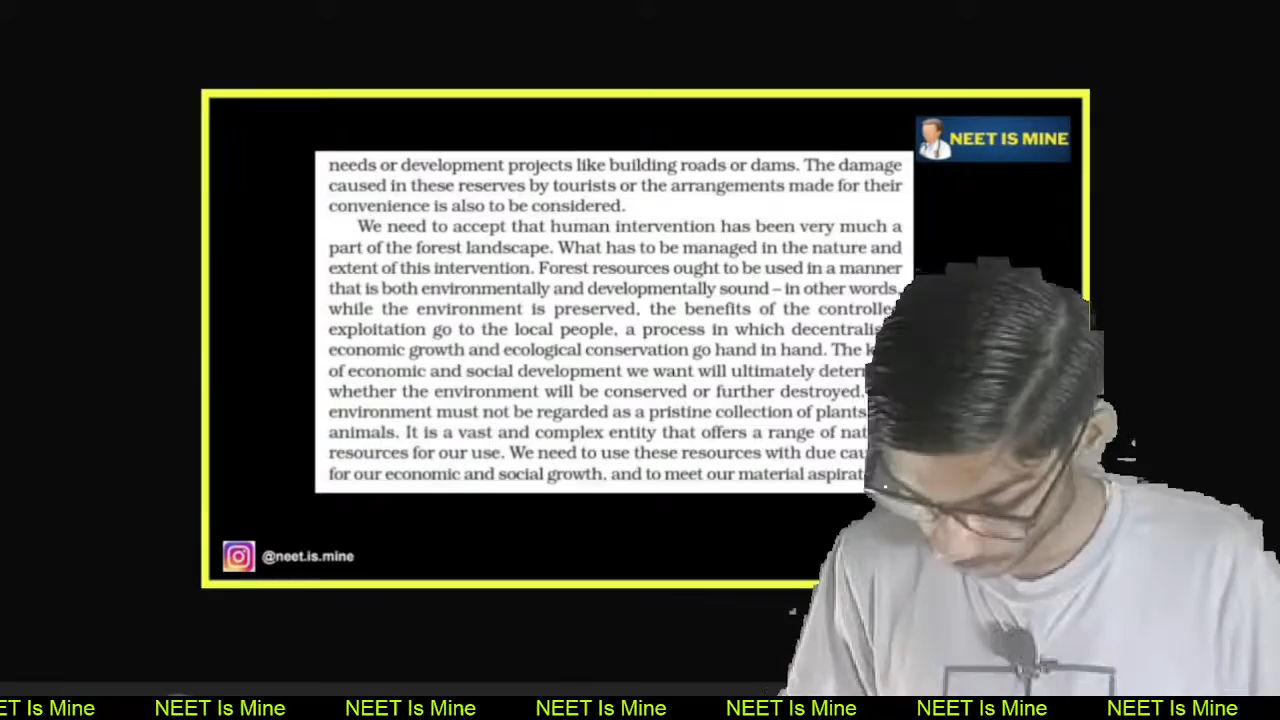 NEET IS MINE
needs or development projects like building roads or dams. The damage
caused in these reserves by tourists or the arrangements made for their
convenience is also to be considered.
We need to accept that human intervention has been very much a
part of the forest landscape. What has to be managed in the nature and
extent of this intervention. Forest resources ought to be used in a manner
that is both environmentally and developmentally sound – in other words,
while the environment is preserved, the benefits of the
exploitation go to the local people, a process in which
economic growth and ecological conservation go hand in hand. The
of economic and social development we want will ultimately
whether the environment will be conserved or further destroyed.
environment must not be regarded as a pristine collection of plants
animals. It is a vast and complex entity that offers a range of
resources for our use. We need to use these resources with due
for our economic and social growth, and to meet our material
@neet.is.mine
ET Is Mine NEET Is Mine NEET Is Mine NEET Is Mine NEET Is Mine NEET Is Mine NEET Is Mine